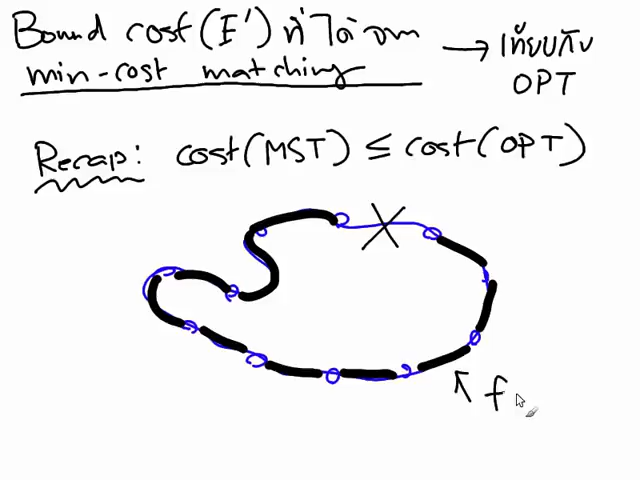 Bound cost(E') ที่ได้จาก
min-cost matching
→ เทียบกับ
OPT
Recap: cost(MST) ≤ cost(OPT)
f